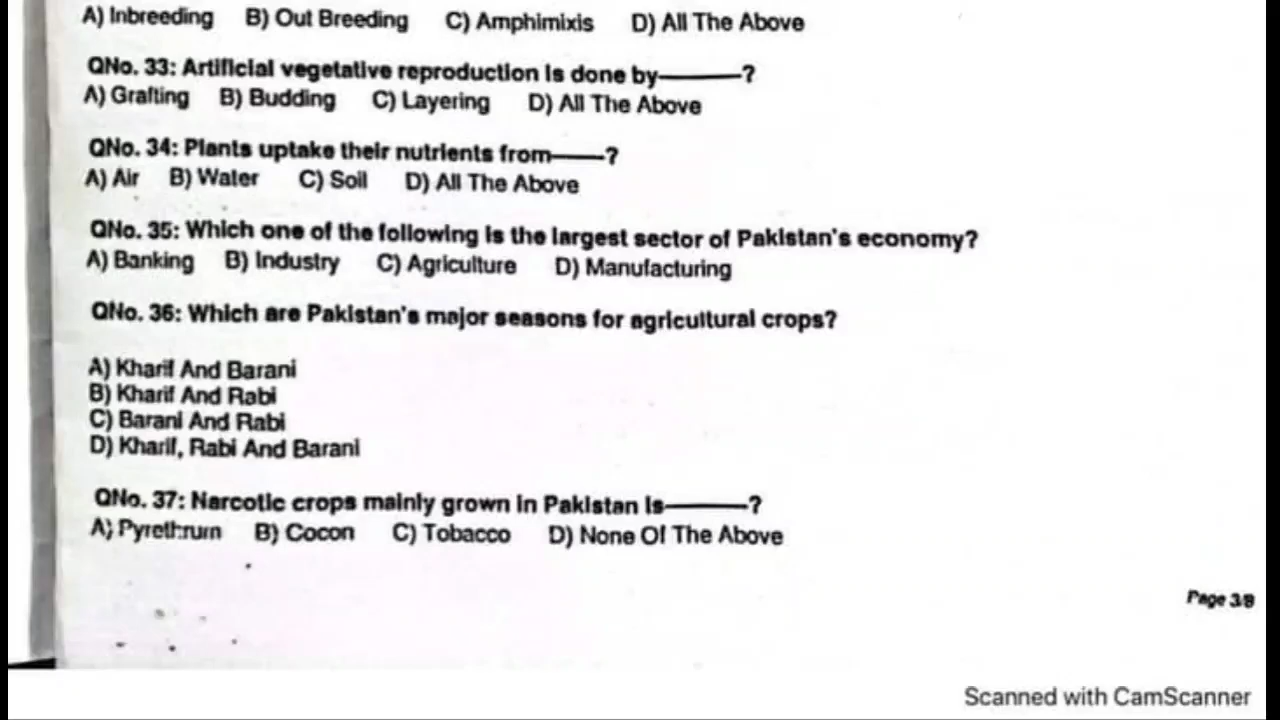 A) Inbreeding B) Out Breeding C) Amphimixis D) All The Above
QNo. 33: Artificial vegetative reproduction is done by———?
A) Grafting B) Budding C) Layering D) All The Above
QNo. 34: Plants uptake their nutrients from——?
A) Air B) Water C) Soil D) All The Above
QNo. 35: Which one of the following is the largest sector of Pakistan's economy?
A) Banking B) Industry C) Agriculture D) Manufacturing
QNo. 36: Which are Pakistan's major seasons for agricultural crops?
A) Kharif And Barani
B) Kharif And Rabi
C) Barani And Rabi
D) Kharif, Rabi And Barani
QNo. 37: Narcotic crops mainly grown in Pakistan is———?
A) Pyrethrum B) Cocon C) Tobacco D) None Of The Above
Page 3/8
Scanned with CamScanner